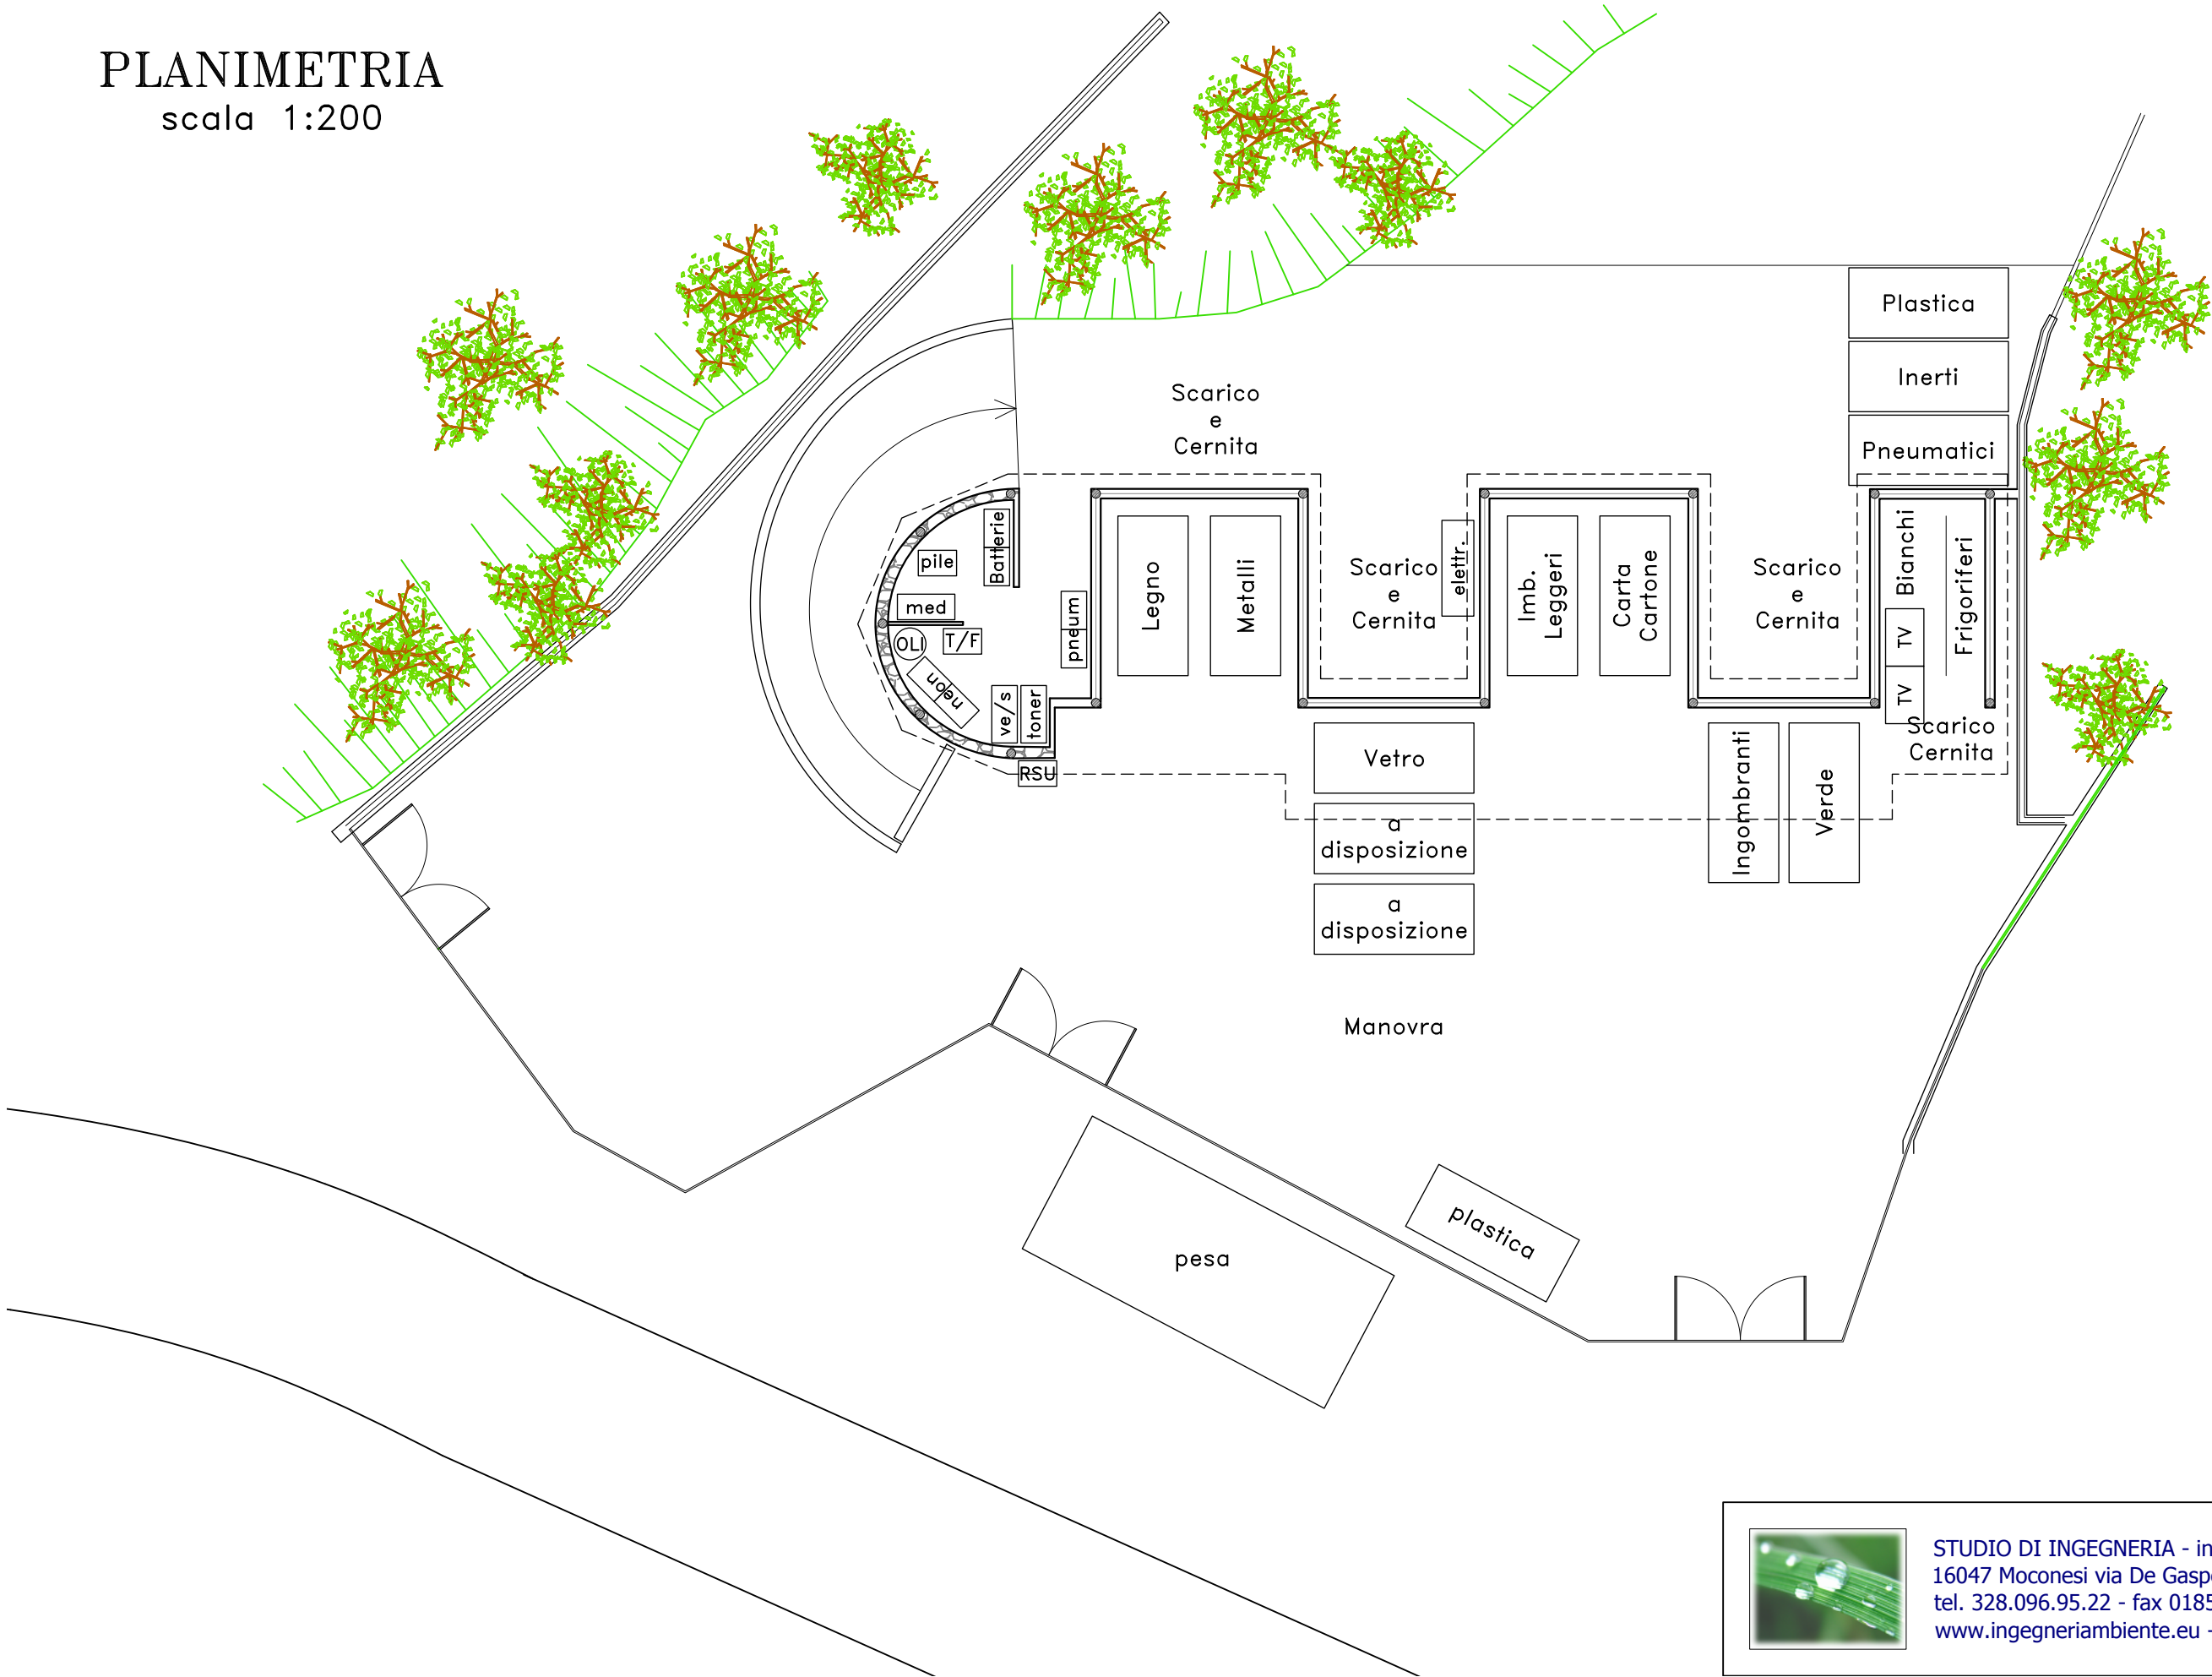 PLANIMETRIA
scala 1:200
Plastica
Inerti
Pneumatici
Scarico
e
Cernita
Batterie
pile
med
OLI
T/F
neon
ve/s
toner
RSU
pneum
Legno
Metalli
Scarico
e
Cernita
elettr.
Imb.
Leggeri
Carta
Cartone
Scarico
e
Cernita
Bianchi
Frigoriferi
TV
TV
Scarico
Cernita
Vetro
a
disposizione
a
disposizione
Ingombranti
Verde
Manovra
plastica
pesa
STUDIO DI INGEGNERIA - in
16047 Moconesi via De Gasp
tel. 328.096.95.22 - fax 0185
www.ingegneriambiente.eu -